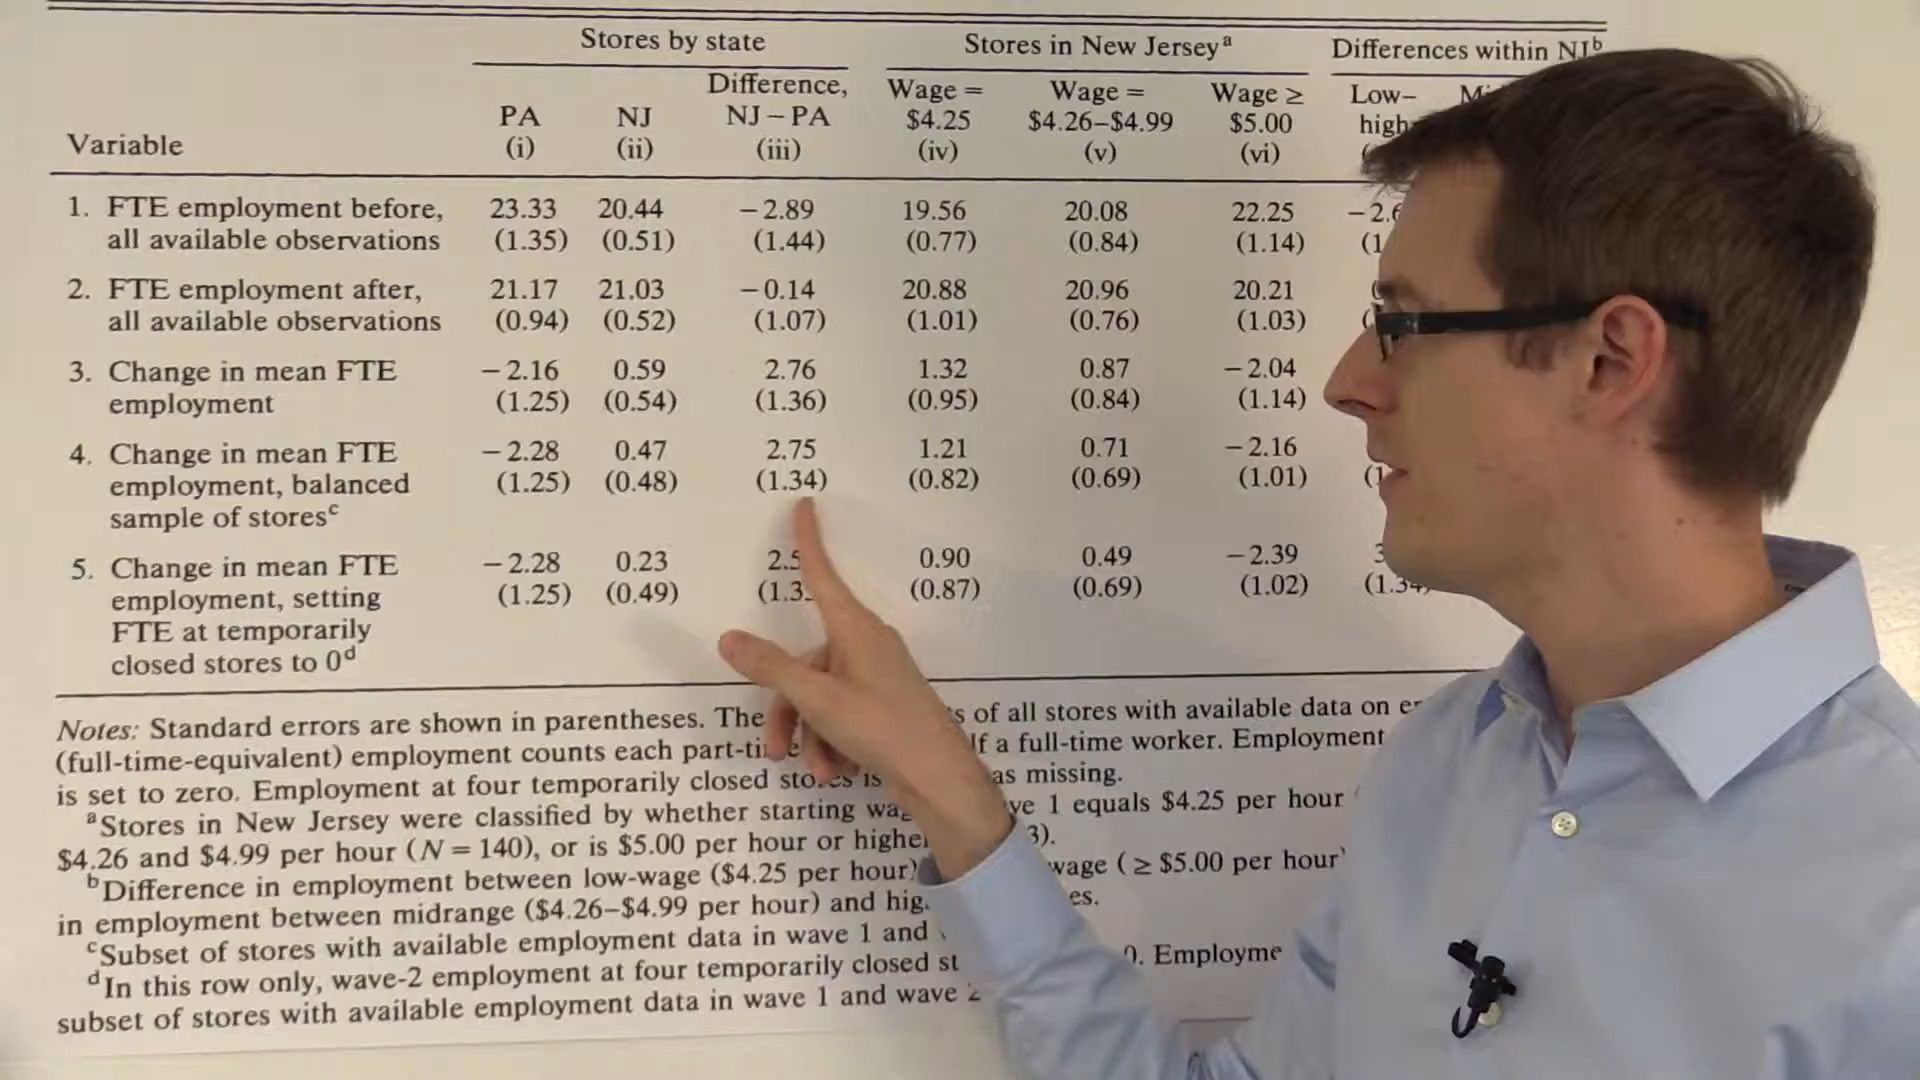 Stores by state Stores in New Jersey^a Differences within NJ^b
Difference, Wage = Wage = Wage ≥ Low–
PA NJ NJ − PA $4.25 $4.26–$4.99 $5.00 high
Variable (i) (ii) (iii) (iv) (v) (vi)
1. FTE employment before, 23.33 20.44 −2.89 19.56 20.08 22.25
all available observations (1.35) (0.51) (1.44) (0.77) (0.84) (1.14)
2. FTE employment after, 21.17 21.03 −0.14 20.88 20.96 20.21
all available observations (0.94) (0.52) (1.07) (1.01) (0.76) (1.03)
3. Change in mean FTE −2.16 0.59 2.76 1.32 0.87 −2.04
employment (1.25) (0.54) (1.36) (0.95) (0.84) (1.14)
4. Change in mean FTE −2.28 0.47 2.75 1.21 0.71 −2.16
employment, balanced (1.25) (0.48) (1.34) (0.82) (0.69) (1.01)
sample of stores^c
5. Change in mean FTE −2.28 0.23 0.90 0.49 −2.39
employment, setting (1.25) (0.49) (0.87) (0.69) (1.02) (1.34)
FTE at temporarily
closed stores to 0^d
Notes: Standard errors are shown in parentheses. The of all stores with available data on
(full-time-equivalent) employment counts each part-time a full-time worker. Employment
is set to zero. Employment at four temporarily closed stores is as missing.
^aStores in New Jersey were classified by whether starting 1 equals $4.25 per hour
$4.26 and $4.99 per hour (N = 140), or is $5.00 per hour or higher
^bDifference in employment between low-wage ($4.25 per hour) wage (≥ $5.00 per hour
in employment between midrange ($4.26–$4.99 per hour) and
^cSubset of stores with available employment data in wave 1 and
^dIn this row only, wave-2 employment at four temporarily closed
subset of stores with available employment data in wave 1 and wave 2